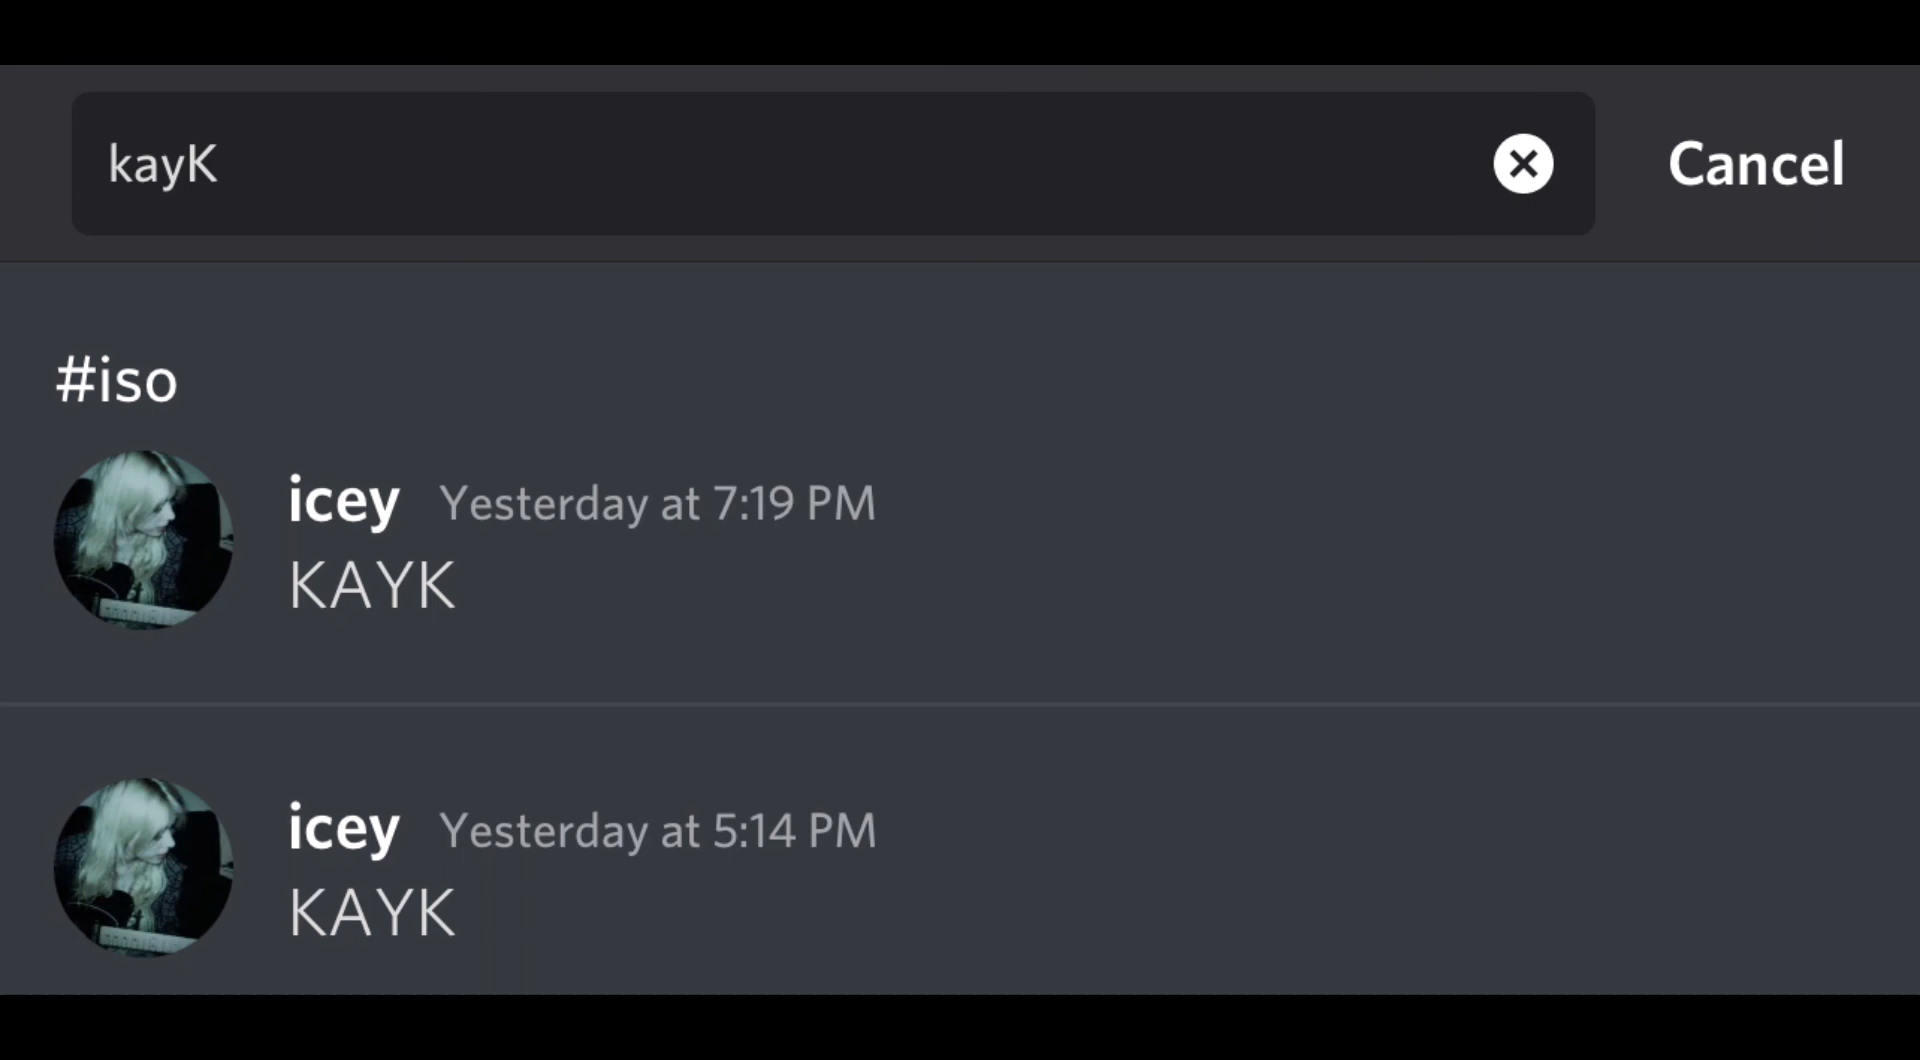 kayK
Cancel
#iso
icey Yesterday at 7:19 PM
KAYK
icey Yesterday at 5:14 PM
KAYK